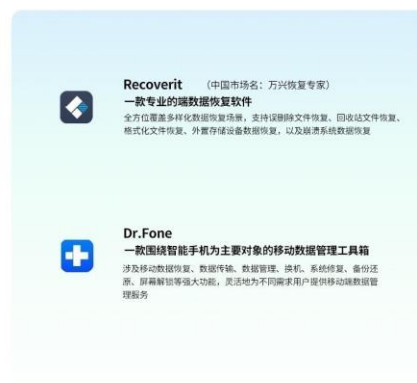 Recoverit （中国市场名：万兴恢复专家）
一款专业的端数据恢复软件
全方位覆盖多样化数据恢复场景，支持误删除文件恢复、回收站文件恢复、
格式化文件恢复、外置存储设备数据恢复，以及崩溃系统数据恢复
Dr.Fone
一款围绕智能手机为主要对象的移动数据管理工具箱
涉及移动数据恢复、数据传输、数据管理、换机、系统修复、备份还
原、屏幕解锁等强大功能，灵活地为不同需求用户提供移动端数据管
理服务